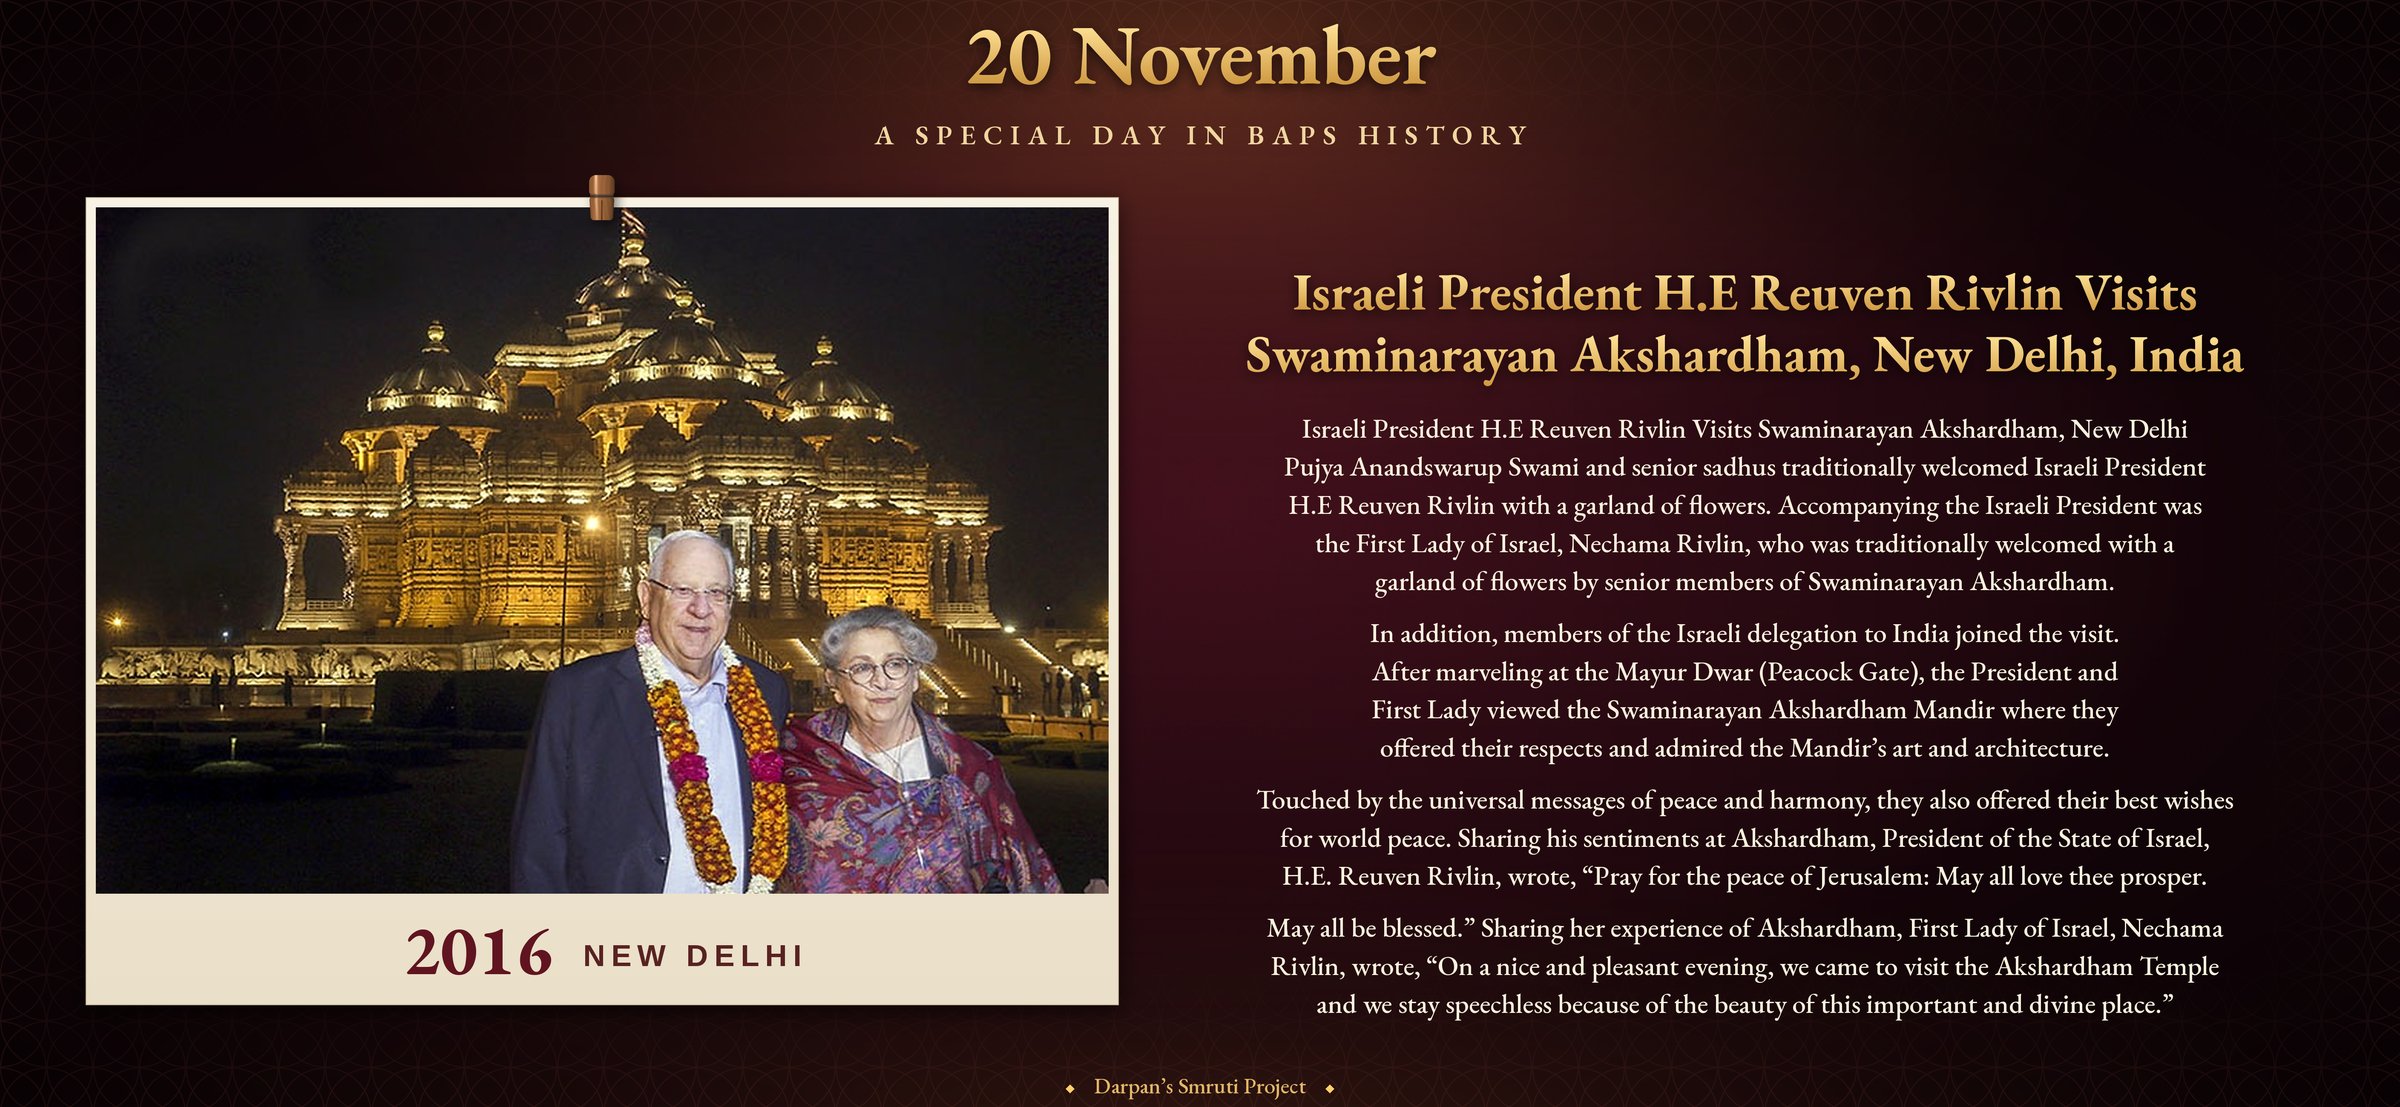 20 November
A SPECIAL DAY IN BAPS HISTORY
2016 NEW DELHI
Israeli President H.E Reuven Rivlin Visits
Swaminarayan Akshardham, New Delhi, India
Israeli President H.E Reuven Rivlin Visits Swaminarayan Akshardham, New Delhi
Pujya Anandswarup Swami and senior sadhus traditionally welcomed Israeli President
H.E Reuven Rivlin with a garland of flowers. Accompanying the Israeli President was
the First Lady of Israel, Nechama Rivlin, who was traditionally welcomed with a
garland of flowers by senior members of Swaminarayan Akshardham.
In addition, members of the Israeli delegation to India joined the visit.
After marveling at the Mayur Dwar (Peacock Gate), the President and
First Lady viewed the Swaminarayan Akshardham Mandir where they
offered their respects and admired the Mandir’s art and architecture.
Touched by the universal messages of peace and harmony, they also offered their best wishes
for world peace. Sharing his sentiments at Akshardham, President of the State of Israel,
H.E. Reuven Rivlin, wrote, “Pray for the peace of Jerusalem: May all love thee prosper.
May all be blessed.” Sharing her experience of Akshardham, First Lady of Israel, Nechama
Rivlin, wrote, “On a nice and pleasant evening, we came to visit the Akshardham Temple
and we stay speechless because of the beauty of this important and divine place.”
Darpan’s Smruti Project